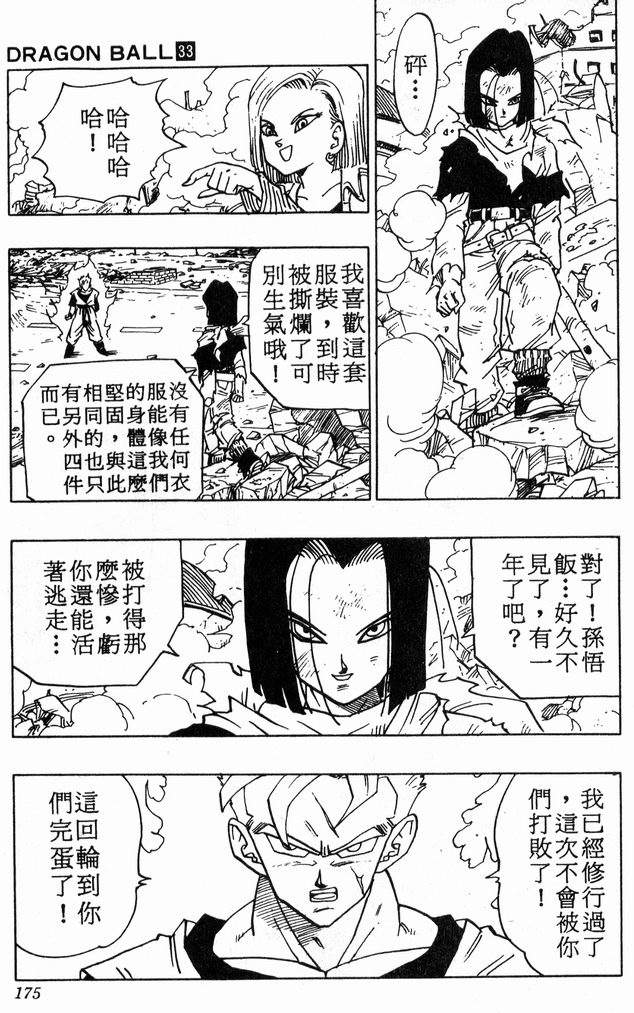 DRAGON BALL 33
砰…
哈哈哈
哈！
我喜歡這套
服裝，到時
被撕爛了可
別生氣哦！
沒有任何衣
服能像我們
的身體這麼
堅固，與此
相同的也只
有另外四件
而已。
對了！孫悟
飯…好久不
見了，有一
年了吧？
被打得那
麼慘，虧
你還能活
著逃走…
我已經修行過了
，這次不會被你
們打敗了！
這回輪到你
們完蛋了！
175